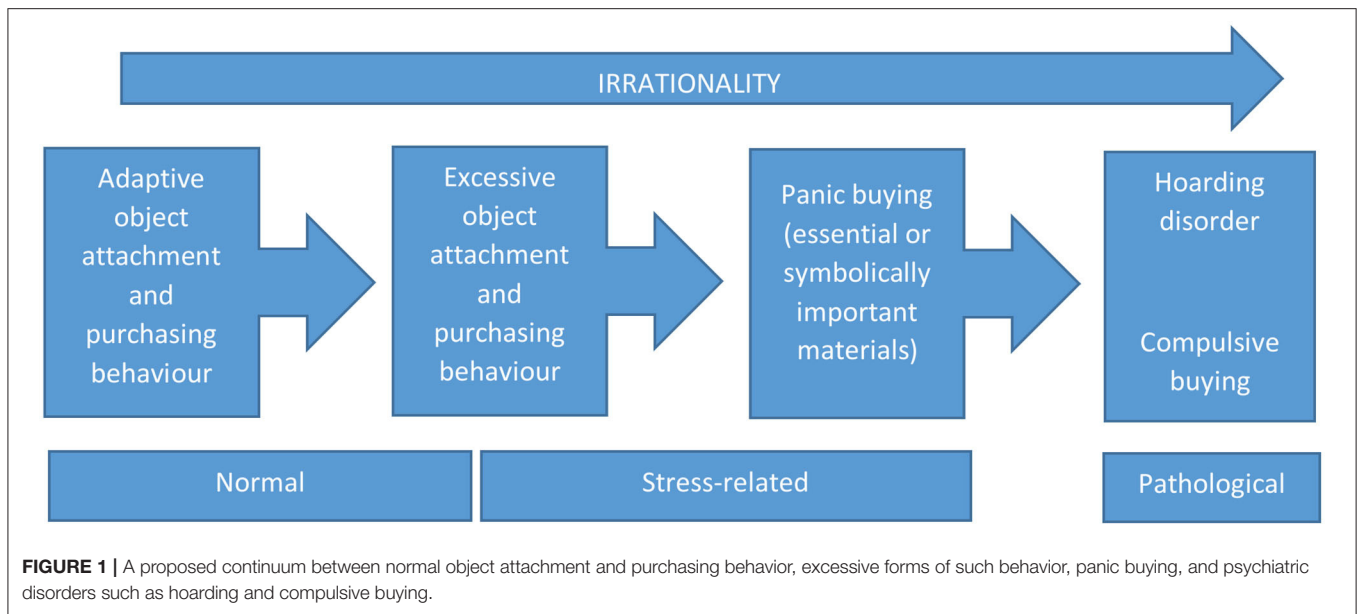 IRRATIONALITY
Adaptive
object
attachment
and
purchasing
behaviour
Excessive
object
attachment
and
purchasing
behaviour
Panic buying
(essential or
symbolically
important
materials)
Hoarding
disorder
Compulsive
buying
Normal
Stress-related
Pathological
FIGURE 1 | A proposed continuum between normal object attachment and purchasing behavior, excessive forms of such behavior, panic buying, and psychiatric
disorders such as hoarding and compulsive buying.